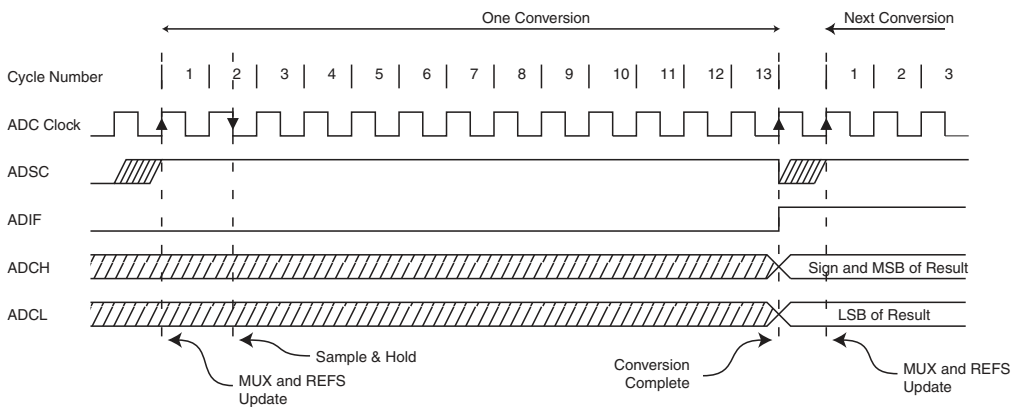 One Conversion
Next Conversion
Cycle Number 1 2 3 4 5 6 7 8 9 10 11 12 13 1 2 3
ADC Clock
ADSC
ADIF
ADCH
Sign and MSB of Result
ADCL
LSB of Result
MUX and REFS
Update
Sample & Hold
Conversion
Complete
MUX and REFS
Update